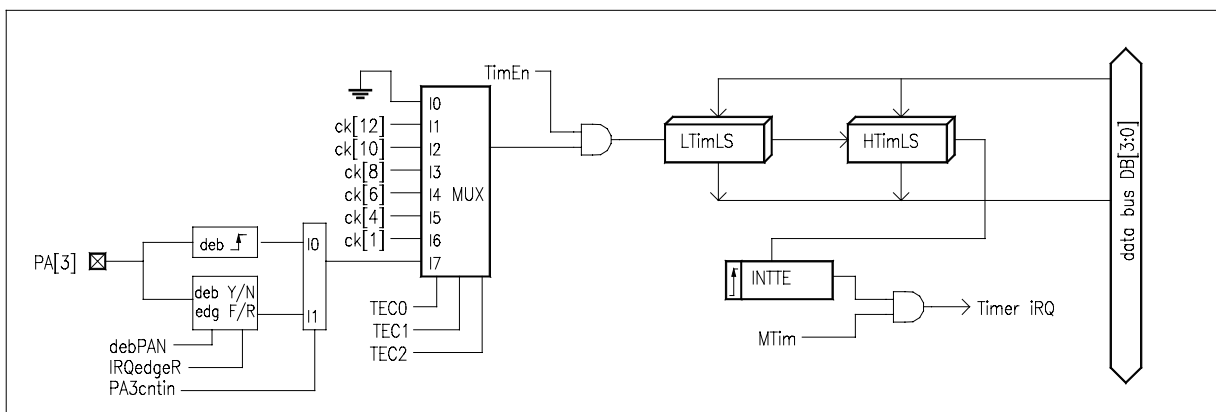 TimEn
I0
ck[12] I1
ck[10] I2
ck[8] I3
ck[6] I4 MUX
ck[4] I5
ck[1] I6
I7
LTimLS
HTimLS
data bus DB[3:0]
PA[3]
deb
I0
deb Y/N
edg F/R
I1
debPAN
IRQedgeR
PA3cntin
TEC0
TEC1
TEC2
INTTE
MTim
Timer iRQ